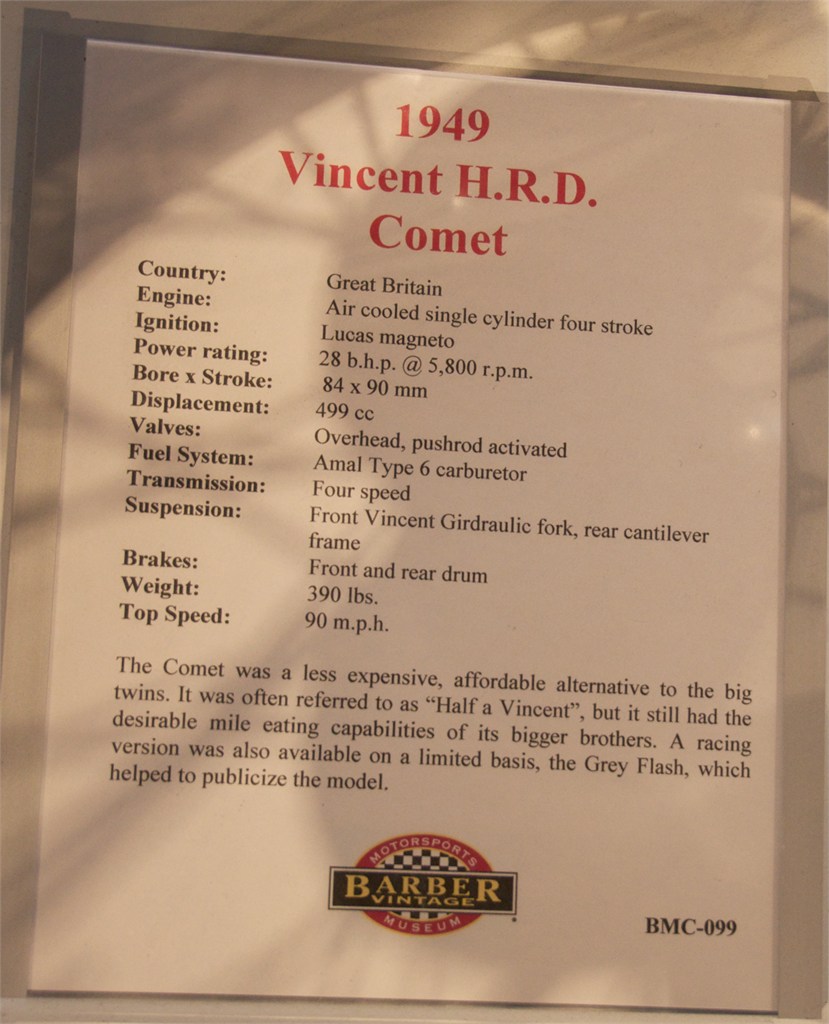 1949
Vincent H.R.D.
Comet
Country: Great Britain
Engine: Air cooled single cylinder four stroke
Ignition: Lucas magneto
Power rating: 28 b.h.p. @ 5,800 r.p.m.
Bore x Stroke: 84 x 90 mm
Displacement: 499 cc
Valves: Overhead, pushrod activated
Fuel System: Amal Type 6 carburetor
Transmission: Four speed
Suspension: Front Vincent Girdraulic fork, rear cantilever
frame
Brakes: Front and rear drum
Weight: 390 lbs.
Top Speed: 90 m.p.h.
The Comet was a less expensive, affordable alternative to the big
twins. It was often referred to as “Half a Vincent”, but it still had the
desirable mile eating capabilities of its bigger brothers. A racing
version was also available on a limited basis, the Grey Flash, which
helped to publicize the model.
MOTORSPORTS
BARBER
VINTAGE
MUSEUM
BMC-099